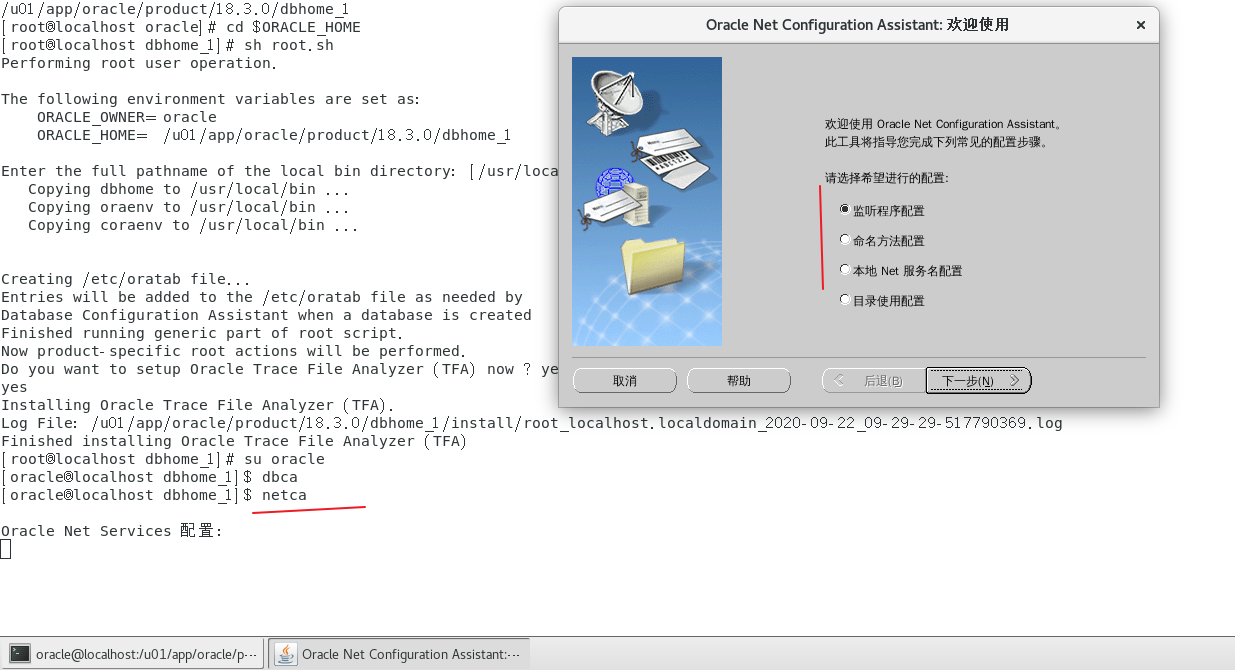 /u01/app/oracle/product/18.3.0/dbhome_1
[root@localhost oracle]# cd $ORACLE_HOME
[root@localhost dbhome_1]# sh root.sh
Performing root user operation.
The following environment variables are set as:
ORACLE_OWNER= oracle
ORACLE_HOME=  /u01/app/oracle/product/18.3.0/dbhome_1
Enter the full pathname of the local bin directory: [/usr/loca
Copying dbhome to /usr/local/bin ...
Copying oraenv to /usr/local/bin ...
Copying coraenv to /usr/local/bin ...
Creating /etc/oratab file...
Entries will be added to the /etc/oratab file as needed by
Database Configuration Assistant when a database is created
Finished running generic part of root script.
Now product-specific root actions will be performed.
Do you want to setup Oracle Trace File Analyzer (TFA) now ? ye
yes
Installing Oracle Trace File Analyzer (TFA).
Log File: /u01/app/oracle/product/18.3.0/dbhome_1/install/root_localhost.localdomain_2020-09-22_09-29-29-517790369.log
Finished installing Oracle Trace File Analyzer (TFA)
[root@localhost dbhome_1]# su oracle
[oracle@localhost dbhome_1]$ dbca
[oracle@localhost dbhome_1]$ netca
Oracle Net Services 配置:
Oracle Net Configuration Assistant: 欢迎使用
欢迎使用 Oracle Net Configuration Assistant。
此工具将指导您完成下列常见的配置步骤。
请选择希望进行的配置:
监听程序配置
命名方法配置
本地 Net 服务名配置
目录使用配置
取消
帮助
后退(B)
下一步(N)
oracle@localhost:/u01/app/oracle/p···
Oracle Net Configuration Assistant:···